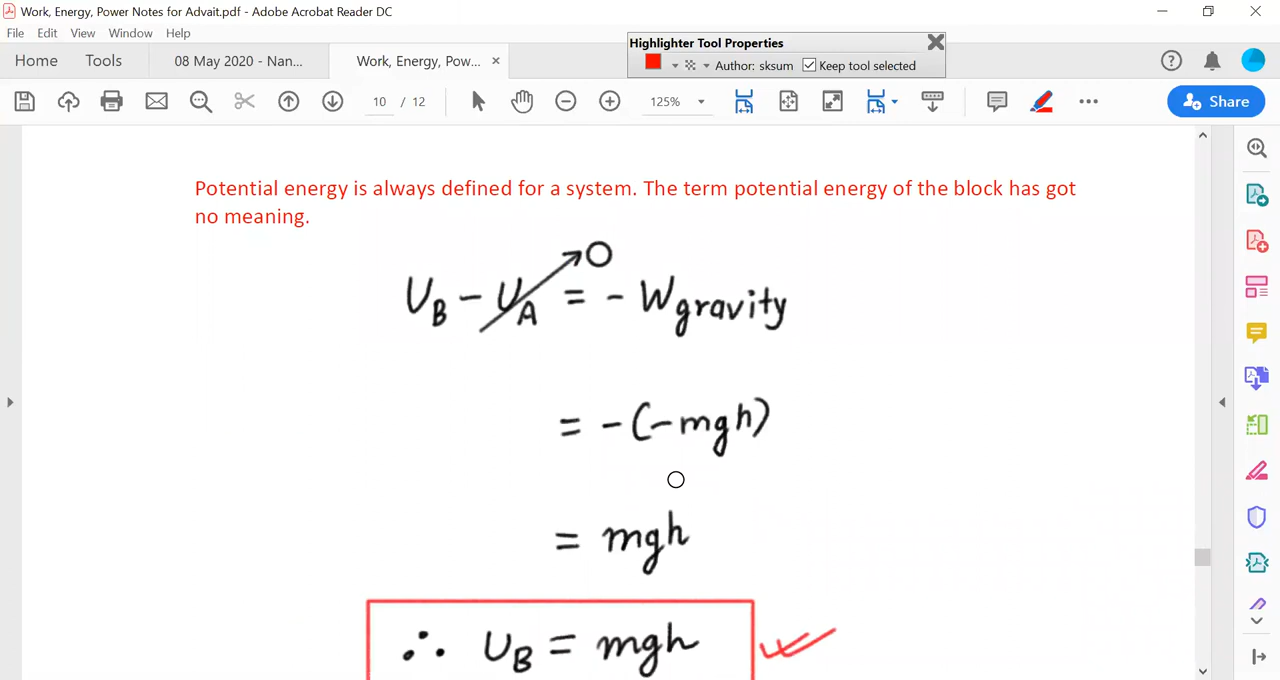 Work, Energy, Power Notes for Advait.pdf - Adobe Acrobat Reader DC
File Edit View Window Help
Home Tools 08 May 2020 - Nan... Work, Energy, Pow... ×
Highlighter Tool Properties
Author: sksum Keep tool selected
10 / 12 125% Share
Potential energy is always defined for a system. The term potential energy of the block has got
no meaning.
U_B - U_A ↗ 0 = - W_gravity
= - (-mgh)
= mgh
∴ U_B = mgh